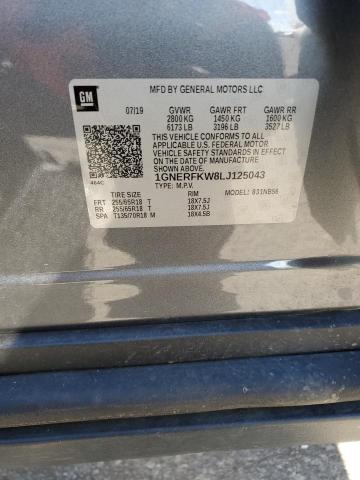 MFD BY GENERAL MOTORS LLC
GM
07/19 GVWR GAWR FRT GAWR RR
2800 KG 1450 KG 1600 KG
6173 LB 3196 LB 3527 LB
THIS VEHICLE CONFORMS TO ALL
APPLICABLE U.S. FEDERAL MOTOR
VEHICLE SAFETY STANDARDS IN EFFECT
ON THE DATE OF MANUFACTURE SHOWN ABOVE.
464C
1GNERFKW8LJ125043
TYPE: M.P.V. MODEL: 831NB56
TIRE SIZE RIM
FRT 255/65R18 T 18X7.5J
RR 255/65R18 T 18X7.5J
SPA T135/70R18 M 18X4.5B